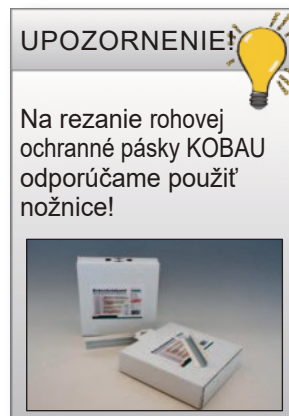 UPOZORNENIE!
Na rezanie rohovej
ochranné pásky KOBAU
odporúčame použiť
nožnice!